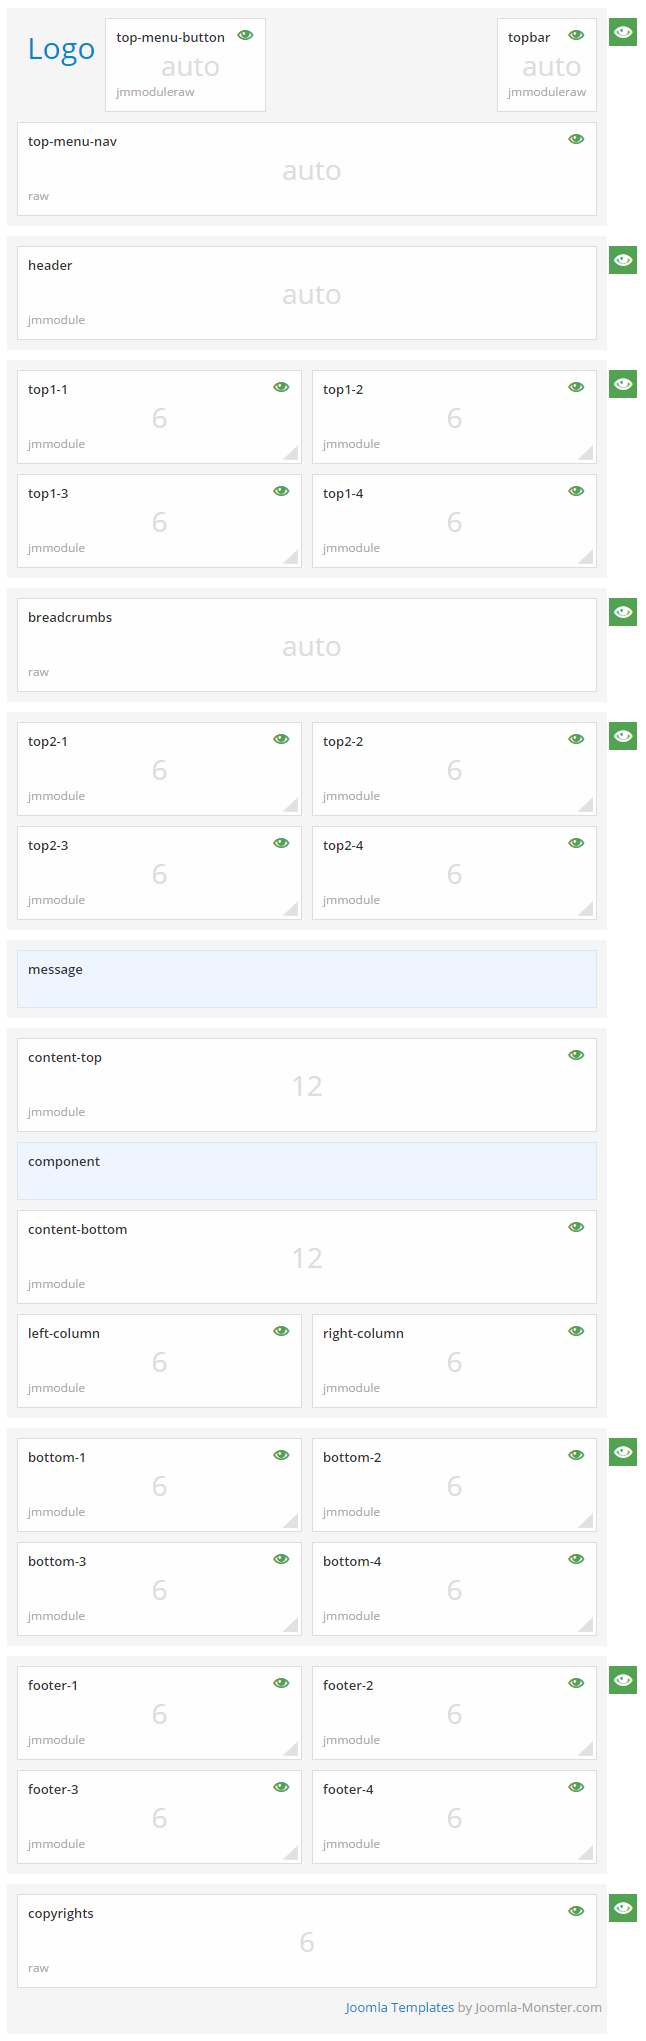 Logo
top-menu-button
auto
jmmoduleraw
topbar
auto
jmmoduleraw
top-menu-nav
auto
raw
header
auto
jmmodule
top1-1
6
jmmodule
top1-2
6
jmmodule
top1-3
6
jmmodule
top1-4
6
jmmodule
breadcrumbs
auto
raw
top2-1
6
jmmodule
top2-2
6
jmmodule
top2-3
6
jmmodule
top2-4
6
jmmodule
message
content-top
12
jmmodule
component
content-bottom
12
jmmodule
left-column
6
jmmodule
right-column
6
jmmodule
bottom-1
6
jmmodule
bottom-2
6
jmmodule
bottom-3
6
jmmodule
bottom-4
6
jmmodule
footer-1
6
jmmodule
footer-2
6
jmmodule
footer-3
6
jmmodule
footer-4
6
jmmodule
copyrights
6
raw
Joomla Templates by Joomla-Monster.com